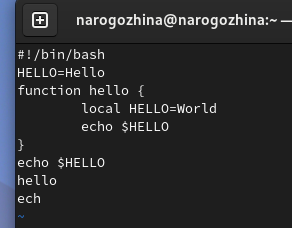 narogozhina@narogozhina:~ —
#!/bin/bash
HELLO=Hello
function hello {
        local HELLO=World
        echo $HELLO
}
echo $HELLO
hello
ech
~